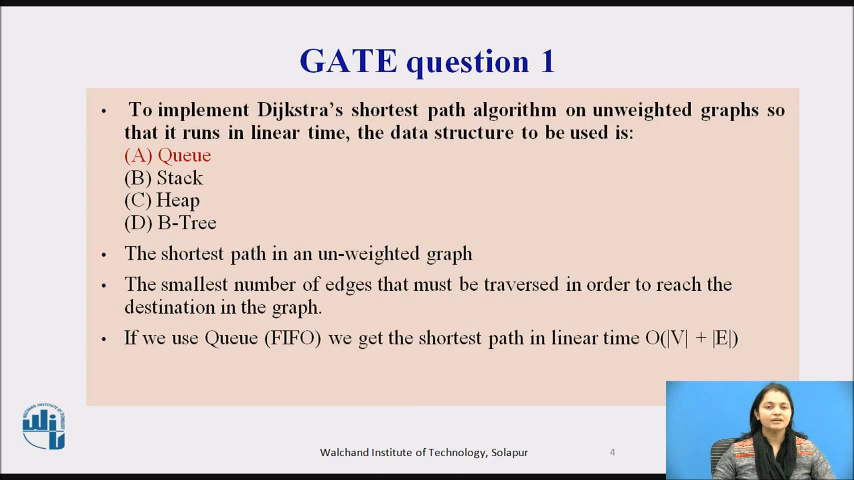 GATE question 1
• To implement Dijkstra's shortest path algorithm on unweighted graphs so
that it runs in linear time, the data structure to be used is:
(A) Queue
(B) Stack
(C) Heap
(D) B-Tree
• The shortest path in an un-weighted graph
• The smallest number of edges that must be traversed in order to reach the
destination in the graph.
• If we use Queue (FIFO) we get the shortest path in linear time O(|V| + |E|)
Walchand Institute of Technology, Solapur
4